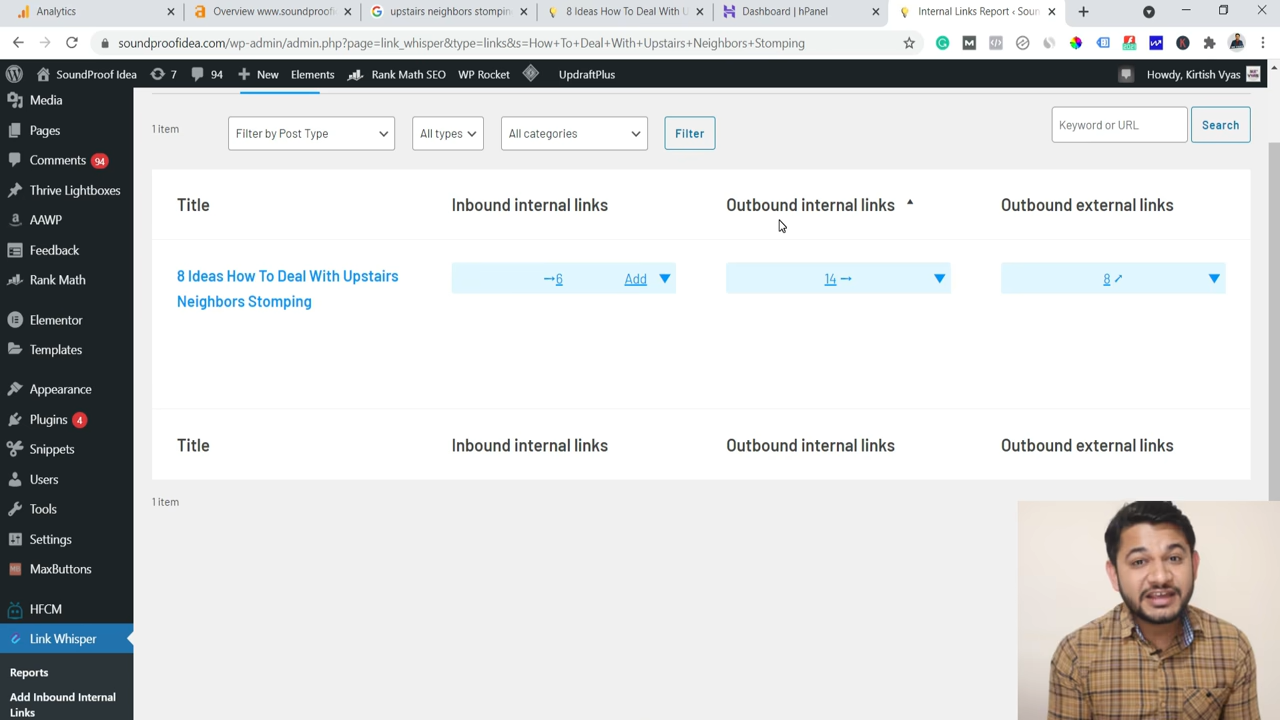 Analytics
Overview www.soundproofi
upstairs neighbors stomping
8 Ideas How To Deal With U
Dashboard | hPanel
Internal Links Report ‹ Soun
soundproofidea.com/wp-admin/admin.php?page=link_whisper&type=links&s=How+To+Deal+With+Upstairs+Neighbors+Stomping
SoundProof Idea
7
94
New
Elements
Rank Math SEO
WP Rocket
UpdraftPlus
Howdy, Kirtish Vyas
Media
Pages
Comments 94
Thrive Lightboxes
AAWP
Feedback
Rank Math
Elementor
Templates
Appearance
Plugins 4
Snippets
Users
Tools
Settings
MaxButtons
HFCM
Link Whisper
Reports
Add Inbound Internal
Links
1 item
Filter by Post Type
All types
All categories
Filter
Keyword or URL
Search
Title
Inbound internal links
Outbound internal links
Outbound external links
8 Ideas How To Deal With Upstairs
Neighbors Stomping
6
Add
14
8
Title
Inbound internal links
Outbound internal links
Outbound external links
1 item